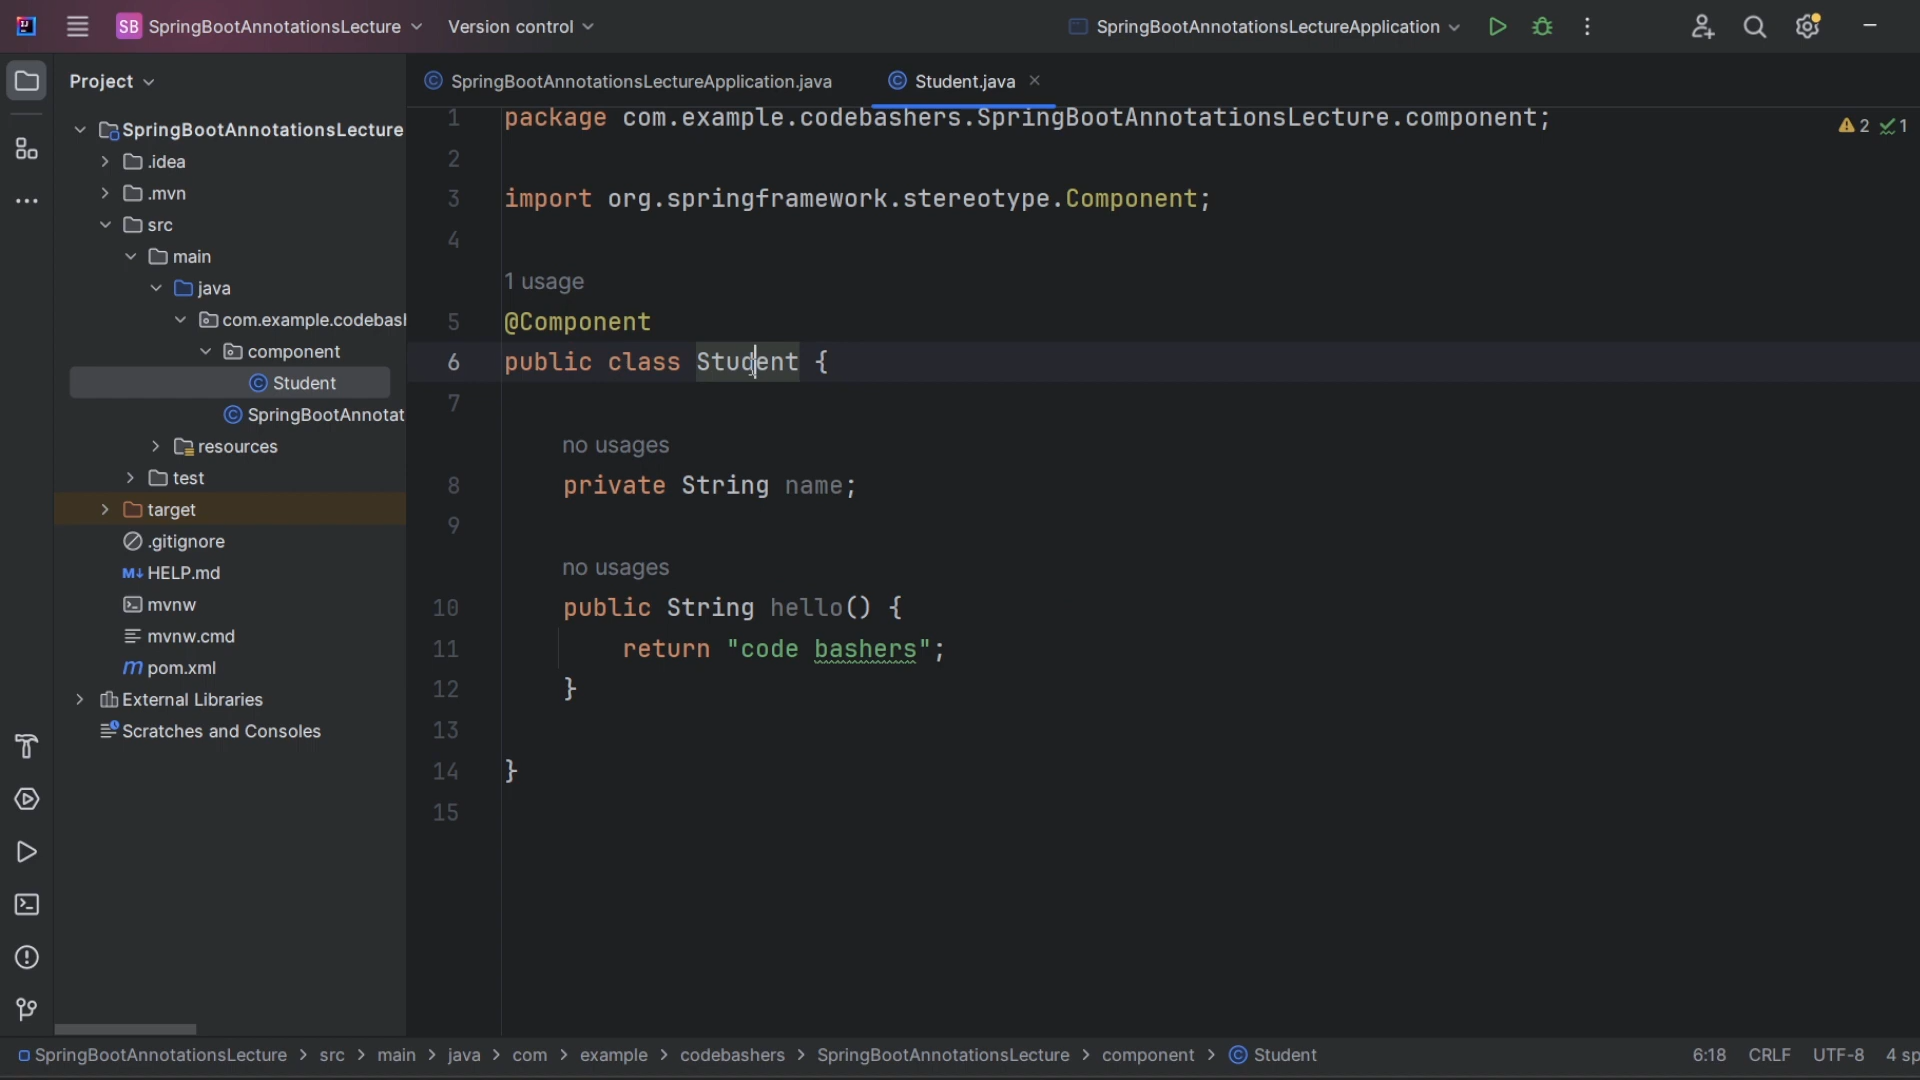 SB SpringBootAnnotationsLecture Version control SpringBootAnnotationsLectureApplication
Project
SpringBootAnnotationsLecture
.idea
.mvn
src
main
java
com.example.codebas
component
Student
SpringBootAnnotat
resources
test
target
.gitignore
HELP.md
mvnw
mvnw.cmd
pom.xml
External Libraries
Scratches and Consoles
SpringBootAnnotationsLectureApplication.java Student.java
2 1
1 package com.example.codebashers.SpringBootAnnotationsLecture.component;
2
3 import org.springframework.stereotype.Component;
4
1 usage
5 @Component
6 public class Student {
7
no usages
8 private String name;
9
no usages
10 public String hello() {
11 return "code bashers";
12 }
13
14 }
15
SpringBootAnnotationsLecture > src > main > java > com > example > codebashers > SpringBootAnnotationsLecture > component > Student 6:18 CRLF UTF-8 4 sp